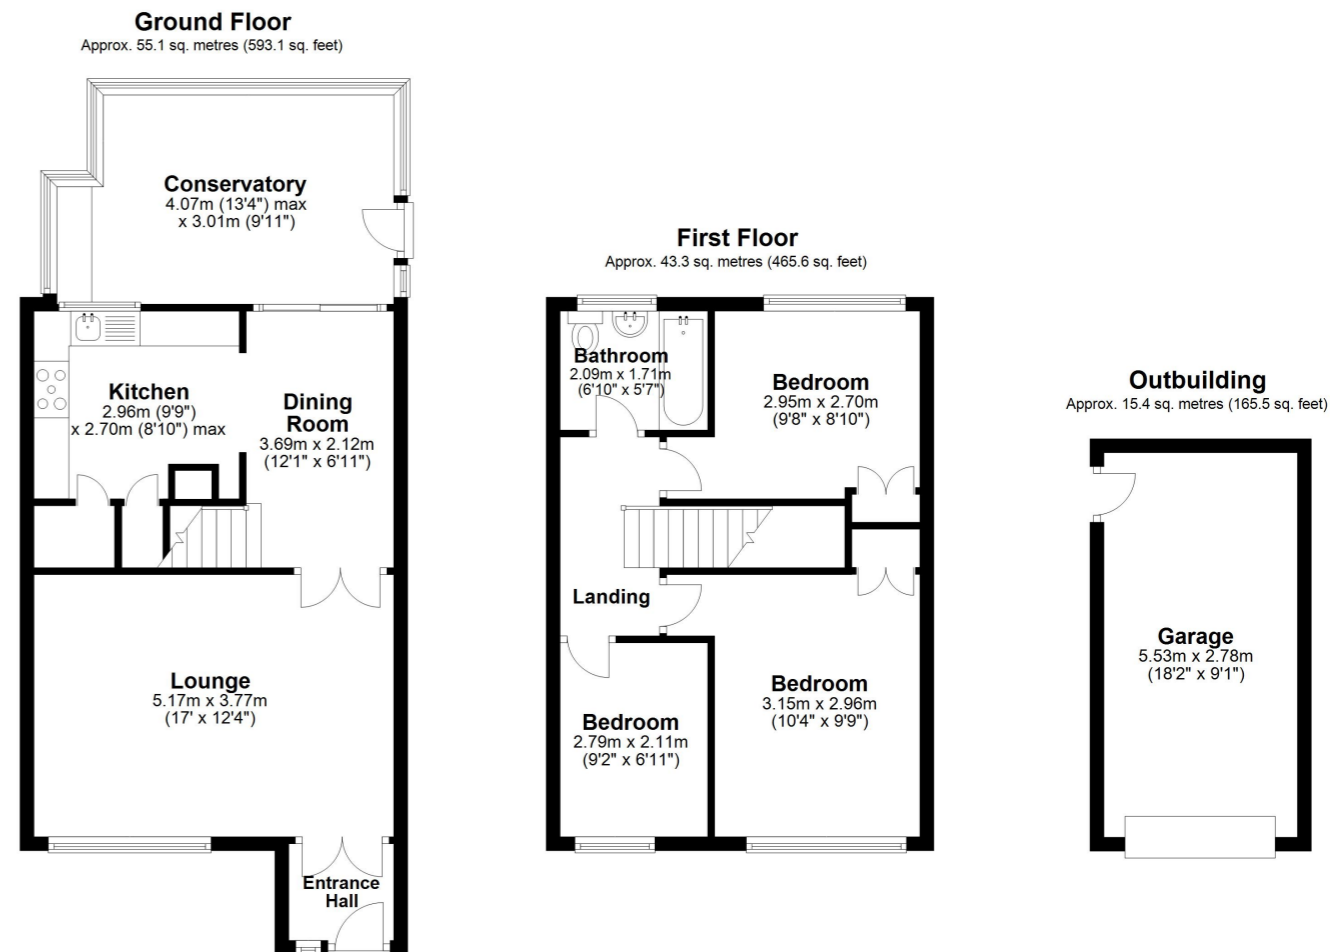 Ground Floor
Approx. 55.1 sq. metres (593.1 sq. feet)
Conservatory
4.07m (13'4") max
x 3.01m (9'11")
Kitchen
2.96m (9'9")
x 2.70m (8'10") max
Dining
Room
3.69m x 2.12m
(12'1" x 6'11")
Lounge
5.17m x 3.77m
(17' x 12'4")
Entrance
Hall
First Floor
Approx. 43.3 sq. metres (465.6 sq. feet)
Bathroom
2.09m x 1.71m
(6'10" x 5'7")
Bedroom
2.95m x 2.70m
(9'8" x 8'10")
Landing
Bedroom
3.15m x 2.96m
(10'4" x 9'9")
Bedroom
2.79m x 2.11m
(9'2" x 6'11")
Outbuilding
Approx. 15.4 sq. metres (165.5 sq. feet)
Garage
5.53m x 2.78m
(18'2" x 9'1")